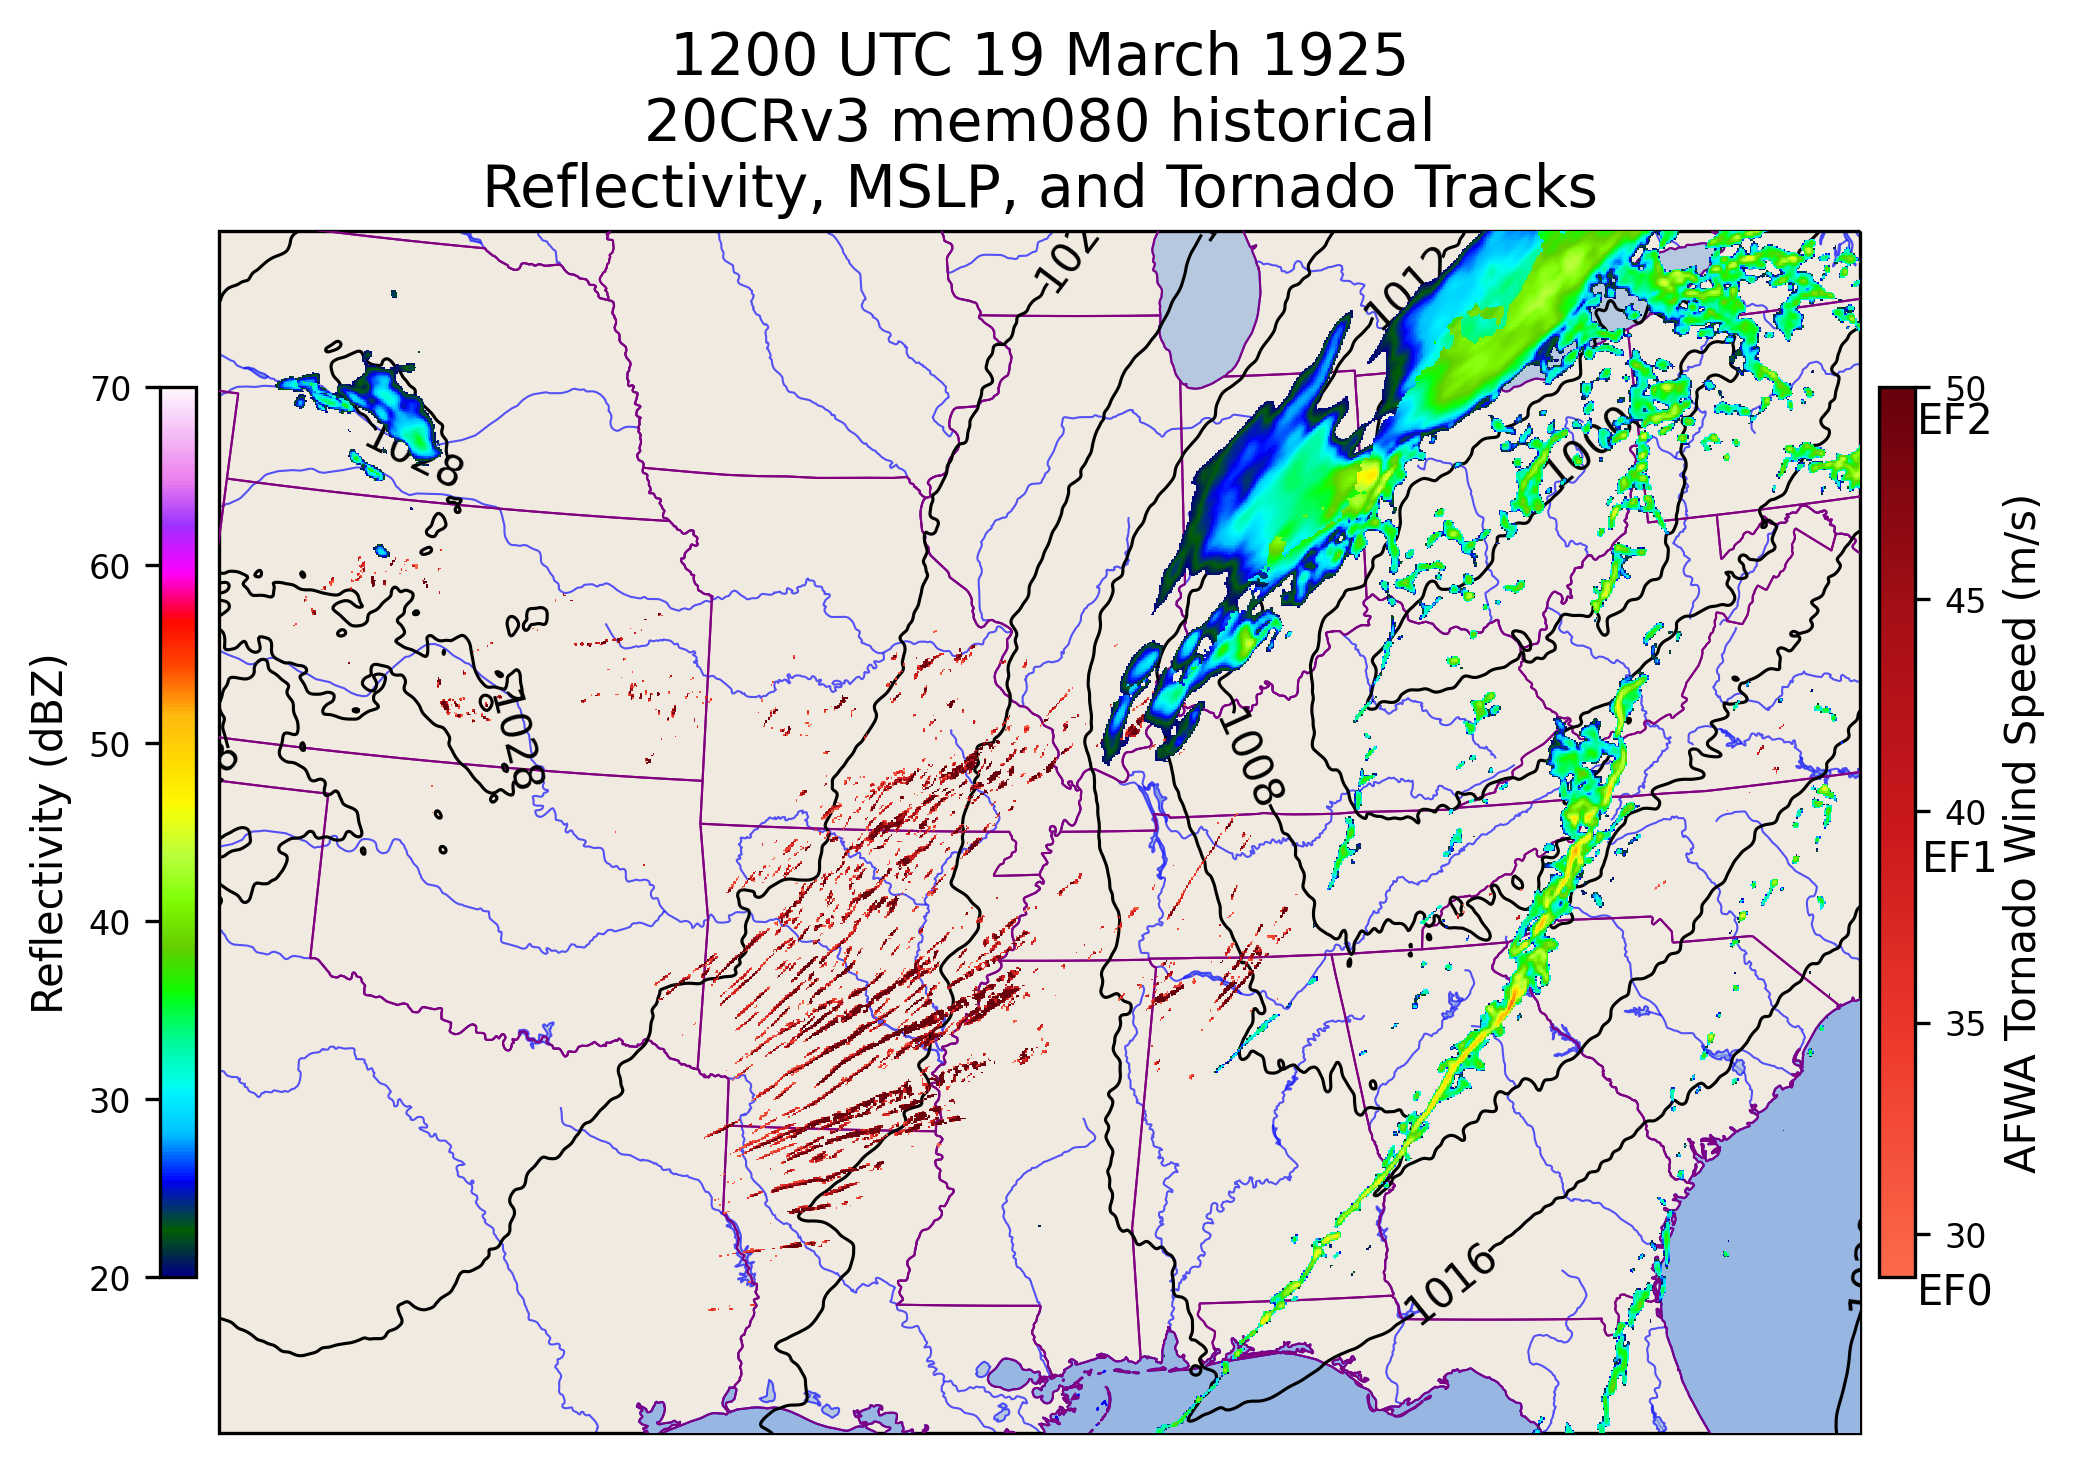 1200 UTC 19 March 1925
20CRv3 mem080 historical
Reflectivity, MSLP, and Tornado Tracks
102
1012
1028
1000
1028
1008
1016
70
60
50
40
30
20
Reflectivity (dBZ)
50
EF2
45
40
EF1
35
30
EF0
AFWA Tornado Wind Speed (m/s)